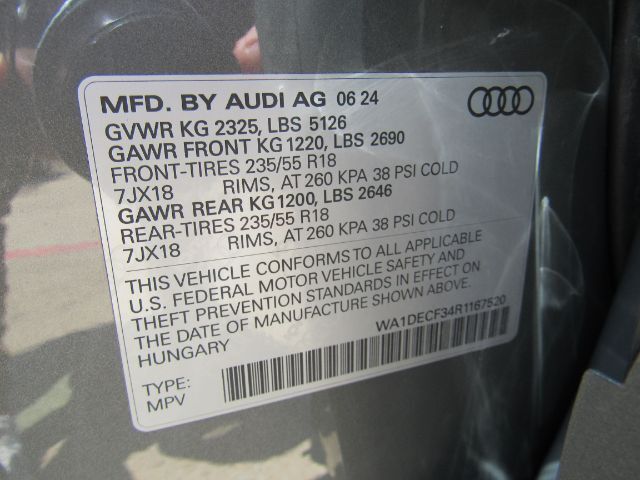 MFD. BY AUDI AG 06 24
GVWR KG 2325, LBS 5126
GAWR FRONT KG 1220, LBS 2690
FRONT-TIRES 235/55 R18
7JX18 RIMS, AT 260 KPA 38 PSI COLD
GAWR REAR KG1200, LBS 2646
REAR-TIRES 235/55 R18
7JX18 RIMS, AT 260 KPA 38 PSI COLD
THIS VEHICLE CONFORMS TO ALL APPLICABLE
U.S. FEDERAL MOTOR VEHICLE SAFETY AND
THEFT PREVENTION STANDARDS IN EFFECT ON
THE DATE OF MANUFACTURE SHOWN ABOVE.
HUNGARY
WA1DECF34R1167520
TYPE:
MPV